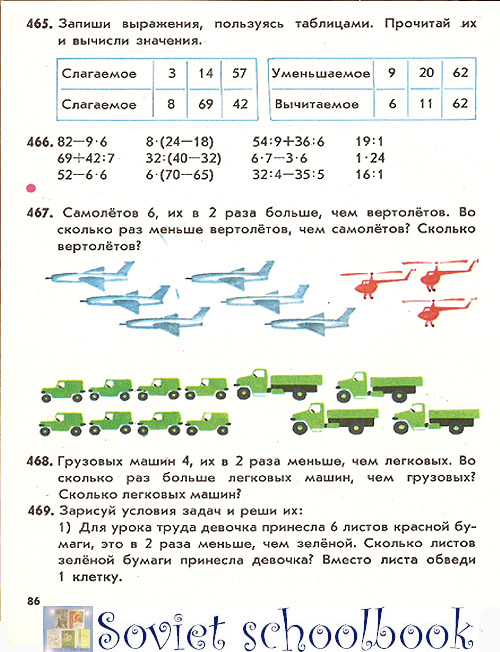 465. Запиши выражения, пользуясь таблицами. Прочитай их
и вычисли значения.
Слагаемое 3 14 57
Слагаемое 8 69 42
Уменьшаемое 9 20 62
Вычитаемое 6 11 62
466. 82—9·6 8·(24—18) 54:9+36:6 19:1
69+42:7 32:(40—32) 6·7—3·6 1·24
52—6·6 6·(70—65) 32:4—35:5 16:1
467. Самолётов 6, их в 2 раза больше, чем вертолётов. Во
сколько раз меньше вертолётов, чем самолётов? Сколько
вертолётов?
468. Грузовых машин 4, их в 2 раза меньше, чем легковых. Во
сколько раз больше легковых машин, чем грузовых?
Сколько легковых машин?
469. Зарисуй условия задач и реши их:
1) Для урока труда девочка принесла 6 листов красной бу-
маги, это в 2 раза меньше, чем зелёной. Сколько листов
зелёной бумаги принесла девочка? Вместо листа обведи
1 клетку.
86
Soviet schoolbook